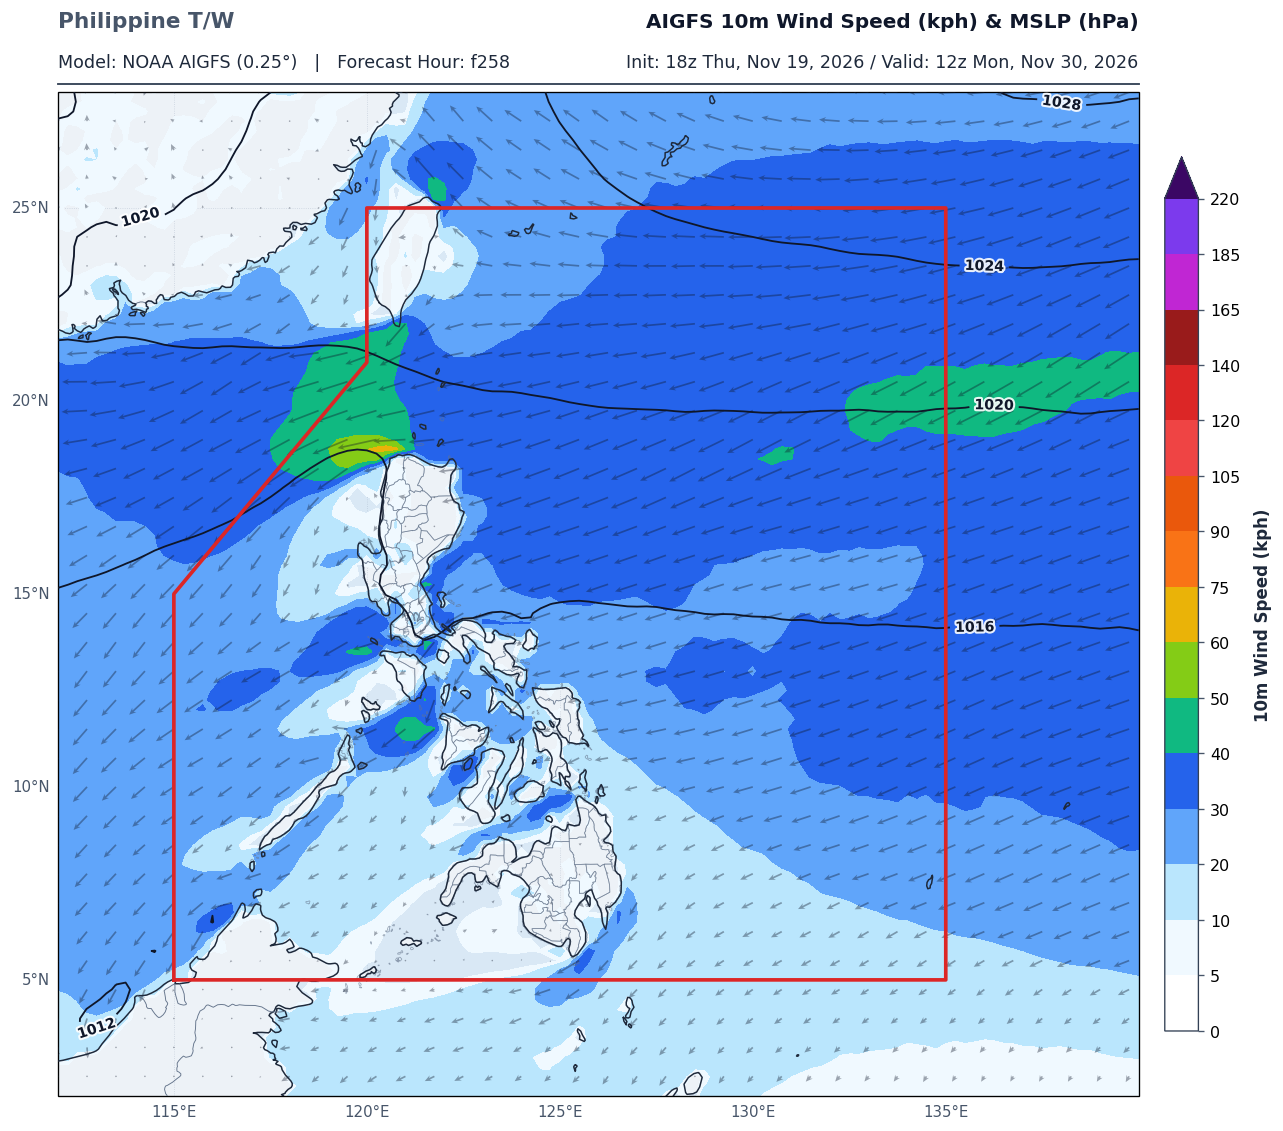 Philippine T/W
AIGFS 10m Wind Speed (kph) & MSLP (hPa)
Model: NOAA AIGFS (0.25°) | Forecast Hour: f258
Init: 18z Thu, Nov 19, 2026 / Valid: 12z Mon, Nov 30, 2026
1028
1020
1024
1020
1016
1012
25°N
20°N
15°N
10°N
5°N
115°E
120°E
125°E
130°E
135°E
220
185
165
140
120
105
90
75
60
50
40
30
20
10
5
0
10m Wind Speed (kph)